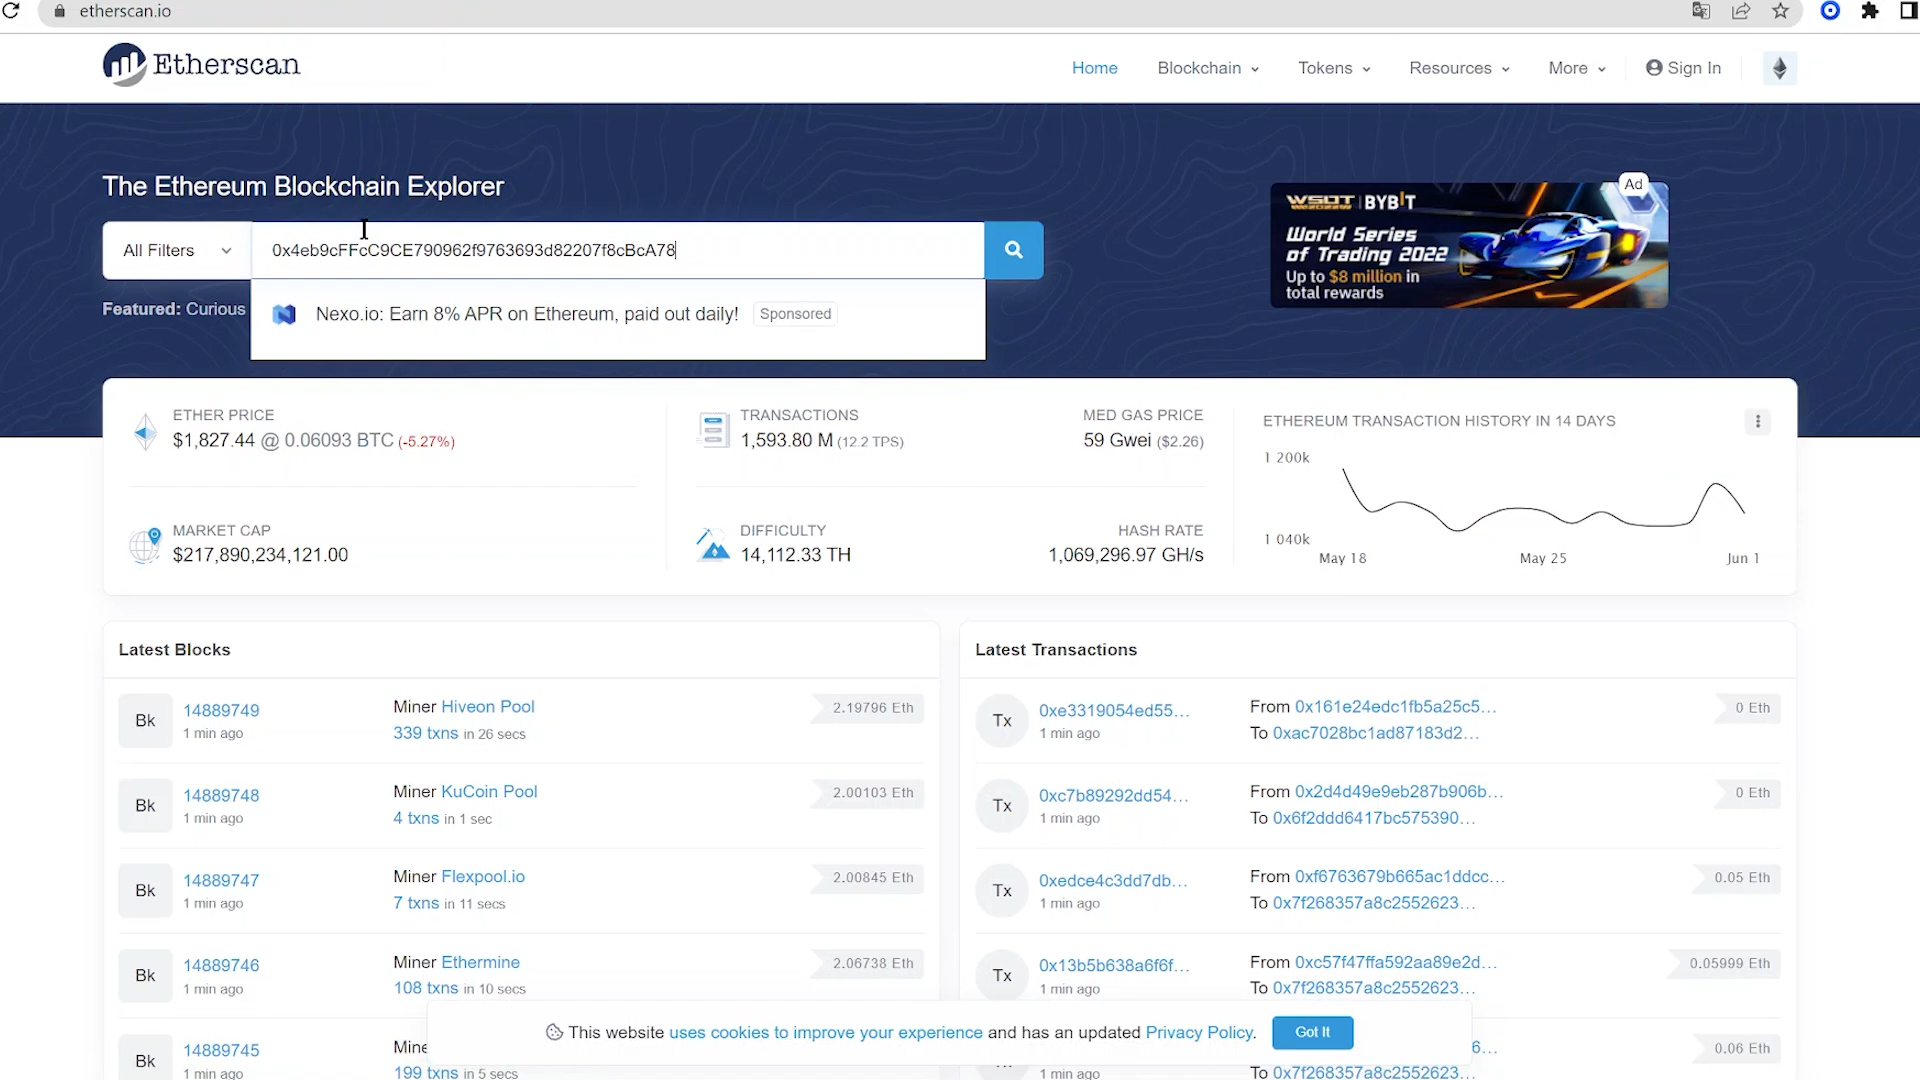 etherscan.io
Etherscan
Home
Blockchain
Tokens
Resources
More
Sign In
The Ethereum Blockchain Explorer
All Filters
0x4eb9cFFcC9CE790962f9763693d82207f8cBcA78
Featured: Curious
Nexo.io: Earn 8% APR on Ethereum, paid out daily!
Sponsored
Ad
WSOT | BYBIT
World Series
of Trading 2022
Up to $8 million in
total rewards
ETHER PRICE
$1,827.44 @ 0.06093 BTC (-5.27%)
MARKET CAP
$217,890,234,121.00
TRANSACTIONS
1,593.80 M (12.2 TPS)
MED GAS PRICE
59 Gwei ($2.26)
DIFFICULTY
14,112.33 TH
HASH RATE
1,069,296.97 GH/s
ETHEREUM TRANSACTION HISTORY IN 14 DAYS
1 200k
1 040k
May 18
May 25
Jun 1
Latest Blocks
Bk
14889749
1 min ago
Miner Hiveon Pool
339 txns in 26 secs
2.19796 Eth
Bk
14889748
1 min ago
Miner KuCoin Pool
4 txns in 1 sec
2.00103 Eth
Bk
14889747
1 min ago
Miner Flexpool.io
7 txns in 11 secs
2.00845 Eth
Bk
14889746
1 min ago
Miner Ethermine
108 txns in 10 secs
2.06738 Eth
Bk
14889745
Mine
199 txns in 5 secs
Latest Transactions
Tx
0xe3319054ed55...
1 min ago
From 0x161e24edc1fb5a25c5...
To 0xac7028bc1ad87183d2...
0 Eth
Tx
0xc7b89292dd54...
1 min ago
From 0x2d4d49e9eb287b906b...
To 0x6f2ddd6417bc575390...
0 Eth
Tx
0xedce4c3dd7db...
1 min ago
From 0xf6763679b665ac1ddcc...
To 0x7f268357a8c2552623...
0.05 Eth
Tx
0x13b5b638a6f6f...
1 min ago
From 0xc57f47ffa592aa89e2d...
To 0x7f268357a8c2552623...
0.05999 Eth
6...
1 min ago
To 0x7f268357a8c2552623...
0.06 Eth
This website uses cookies to improve your experience and has an updated Privacy Policy.
Got It